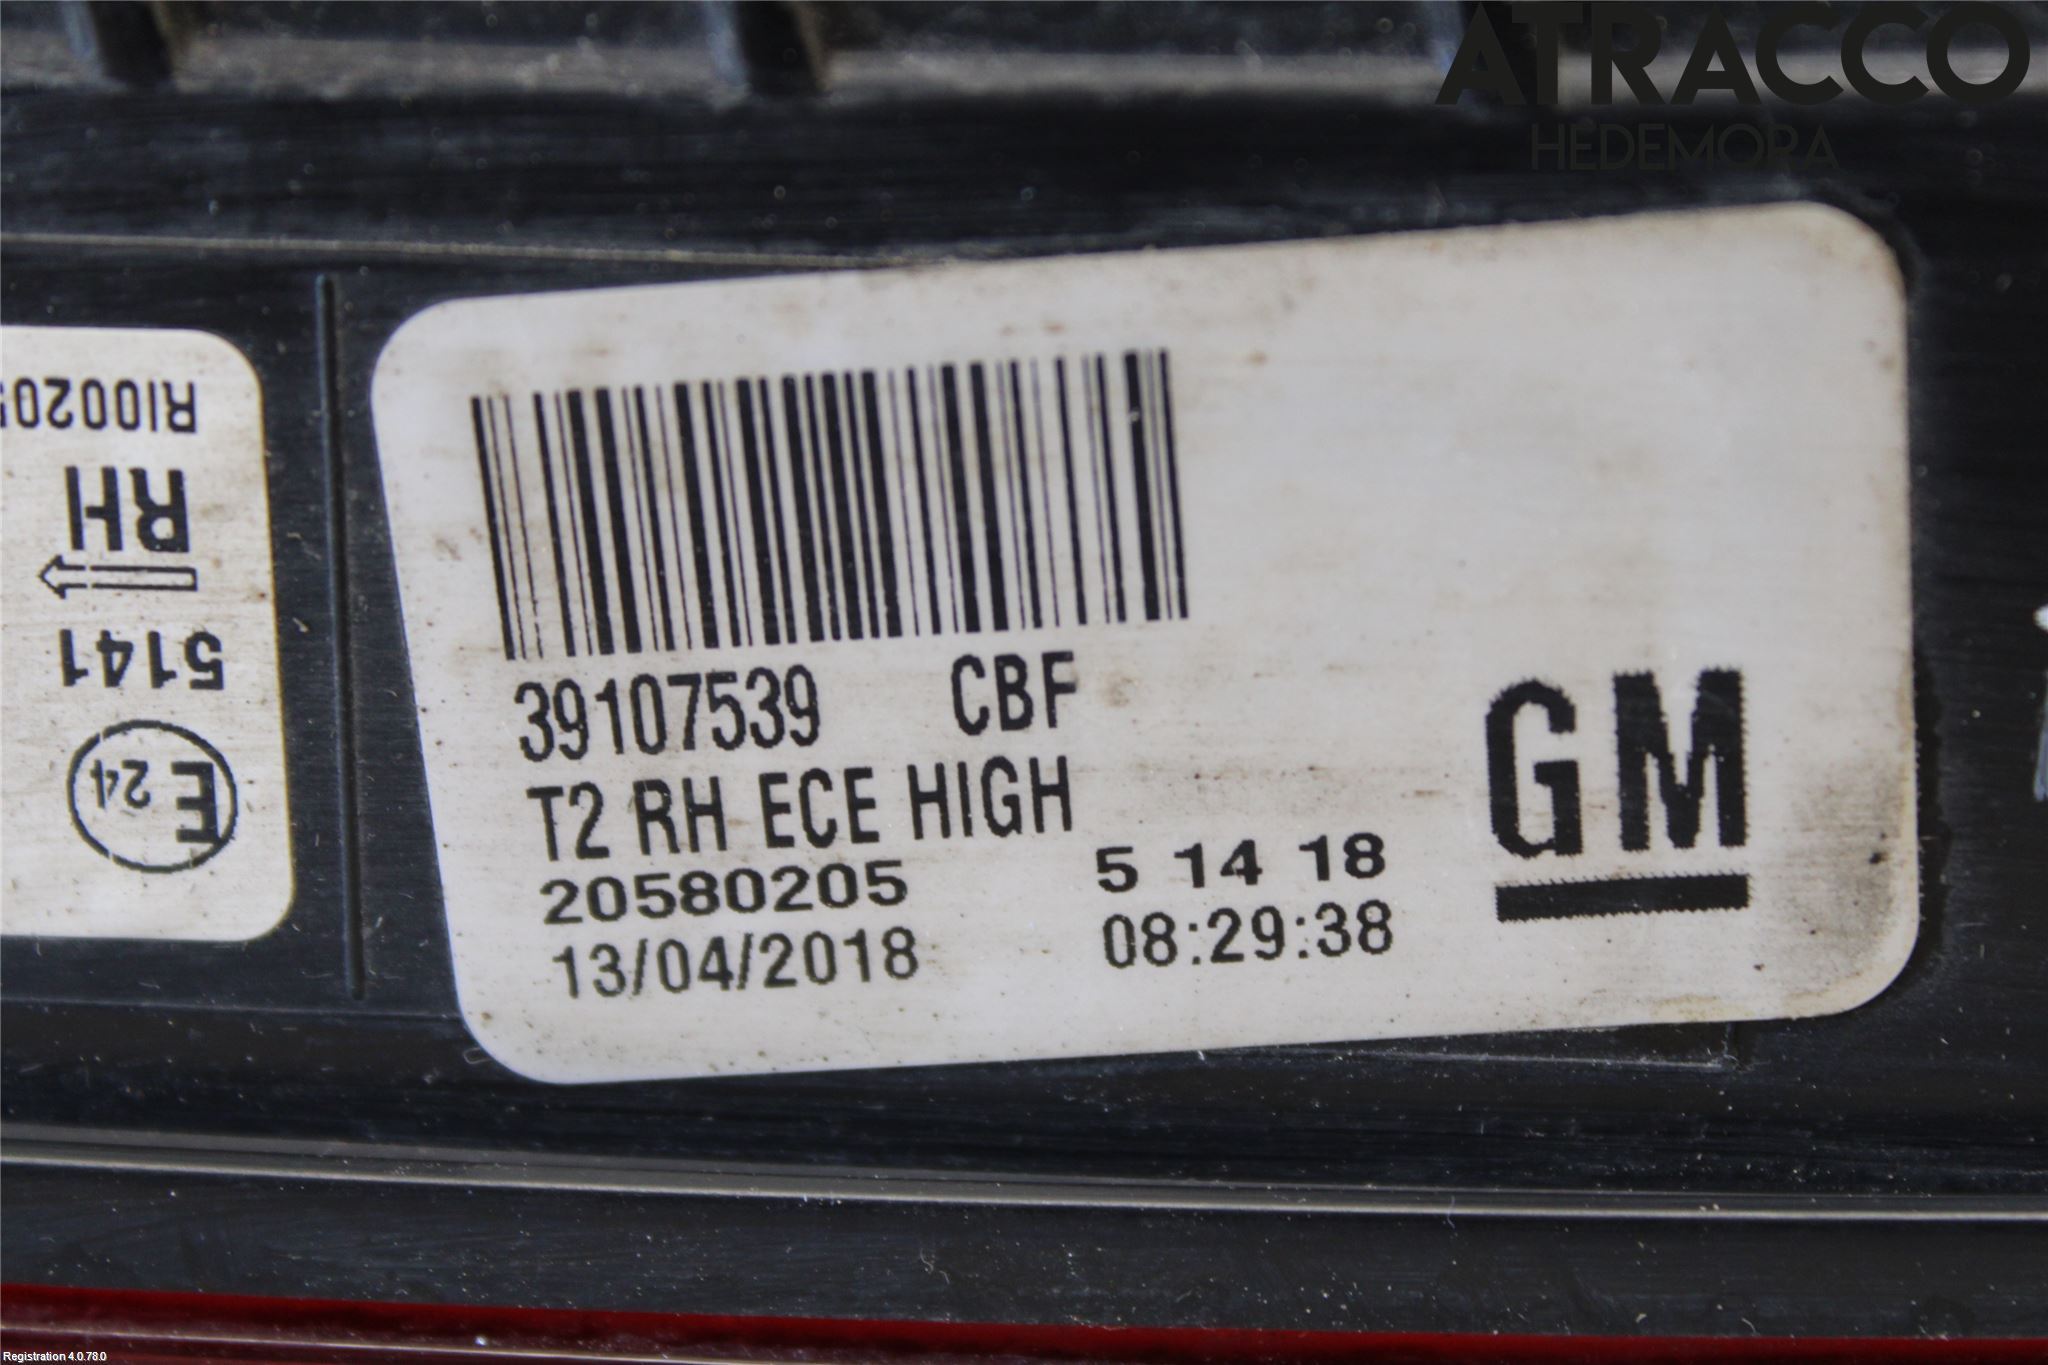 ATRACCO
HEDEMORA
39107539 CBF
T2 RH ECE HIGH
20580205 5 14 18
13/04/2018 08:29:38
GM
E 24
5141
RH
RI0020
Registration 4.0.78.0